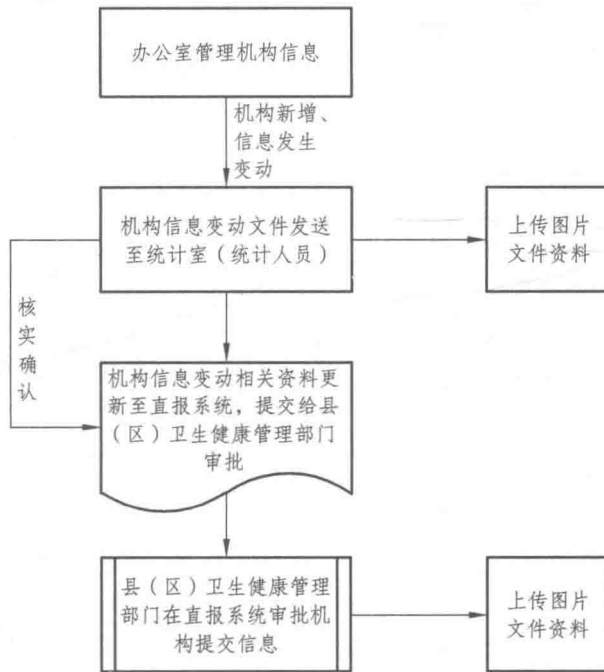 办公室管理机构信息
机构新增、
信息发生
变动
机构信息变动文件发送
至统计室（统计人员）
上传图片
文件资料
核
实
确
认
机构信息变动相关资料更
新至直报系统，提交给县
（区）卫生健康管理部门
审批
县（区）卫生健康管理
部门在直报系统审批机
构提交信息
上传图片
文件资料